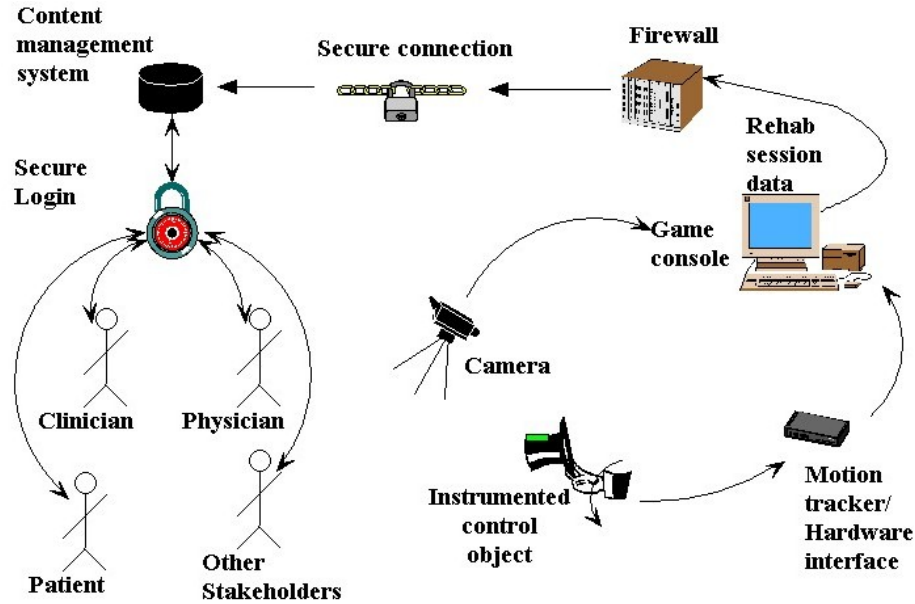 Content
management
system
Secure connection
Firewall
Rehab
session
data
Secure
Login
Game
console
Camera
Clinician
Physician
Instrumented
control
object
Motion
tracker/
Hardware
interface
Patient
Other
Stakeholders